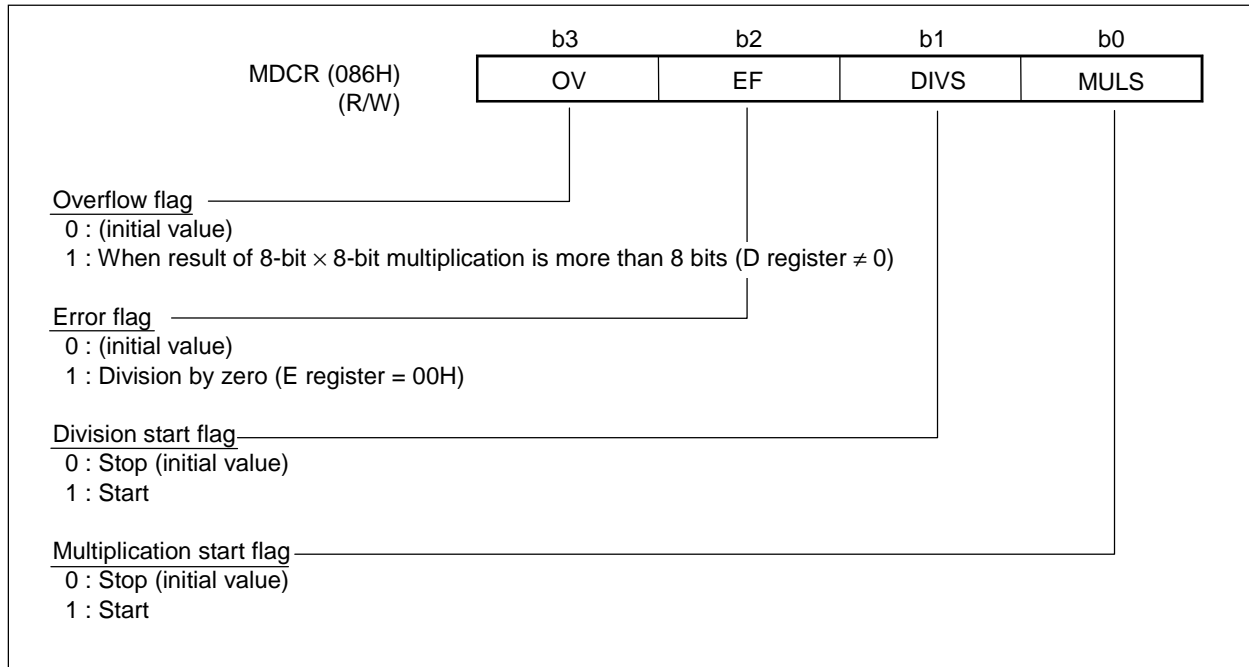 b3 b2 b1 b0
MDCR (086H) OV EF DIVS MULS
(R/W)
Overflow flag
0 : (initial value)
1 : When result of 8-bit × 8-bit multiplication is more than 8 bits (D register ≠ 0)
Error flag
0 : (initial value)
1 : Division by zero (E register = 00H)
Division start flag
0 : Stop (initial value)
1 : Start
Multiplication start flag
0 : Stop (initial value)
1 : Start